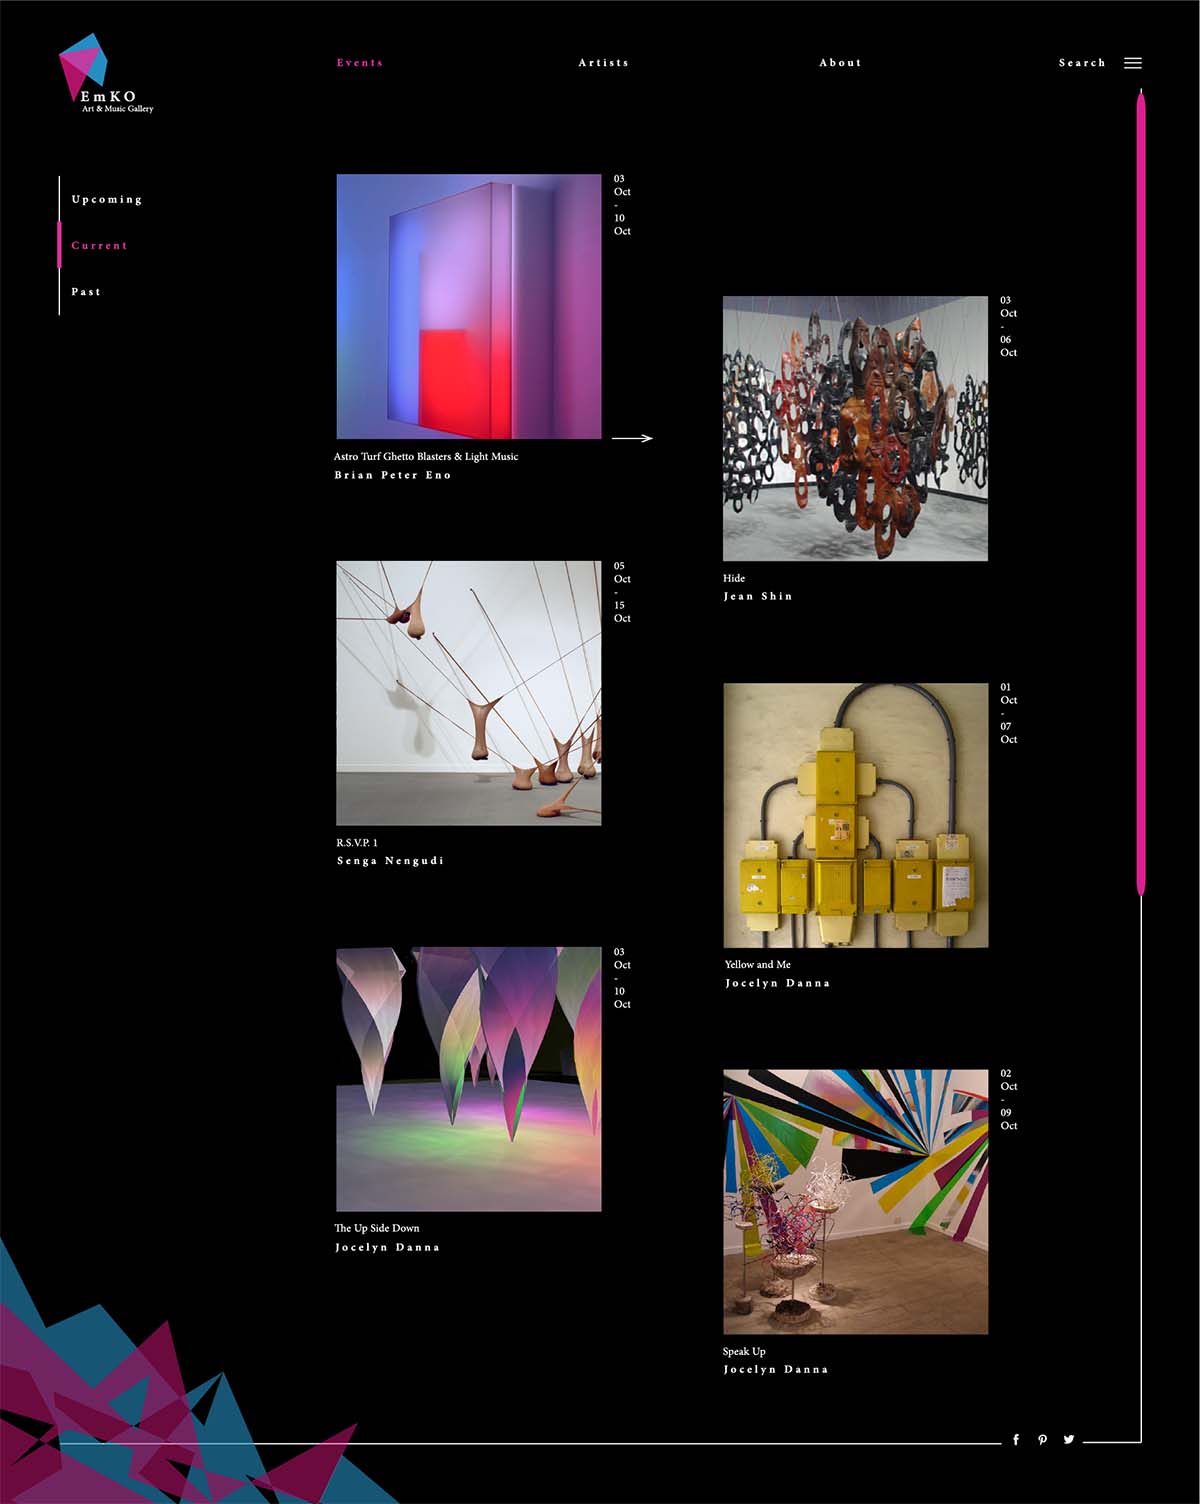 EmKO
Art & Music Gallery
Events
Artists
About
Search
Upcoming
Current
Past
03
Oct
-
10
Oct
Astro Turf Ghetto Blasters & Light Music
Brian Peter Eno
03
Oct
-
06
Oct
Hide
Jean Shin
05
Oct
-
15
Oct
R.S.V.P. 1
Senga Nengudi
01
Oct
-
07
Oct
Yellow and Me
Jocelyn Danna
03
Oct
-
10
Oct
The Up Side Down
Jocelyn Danna
02
Oct
-
09
Oct
Speak Up
Jocelyn Danna